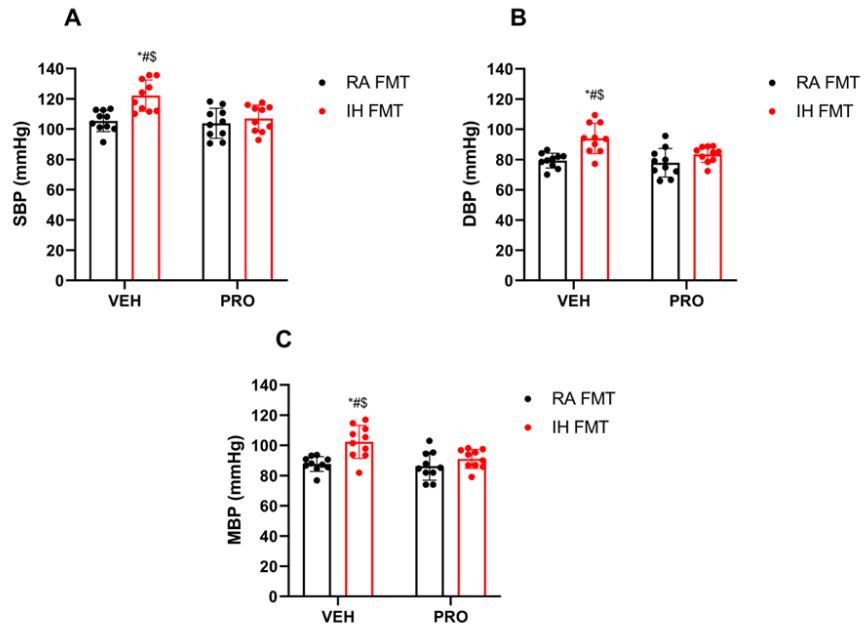 A
*#$
140
120
100
80
60
40
20
0
SBP (mmHg)
VEH
PRO
RA FMT
IH FMT
B
*#$
140
120
100
80
60
40
20
0
DBP (mmHg)
VEH
PRO
RA FMT
IH FMT
C
*#$
140
120
100
80
60
40
20
0
MBP (mmHg)
VEH
PRO
RA FMT
IH FMT